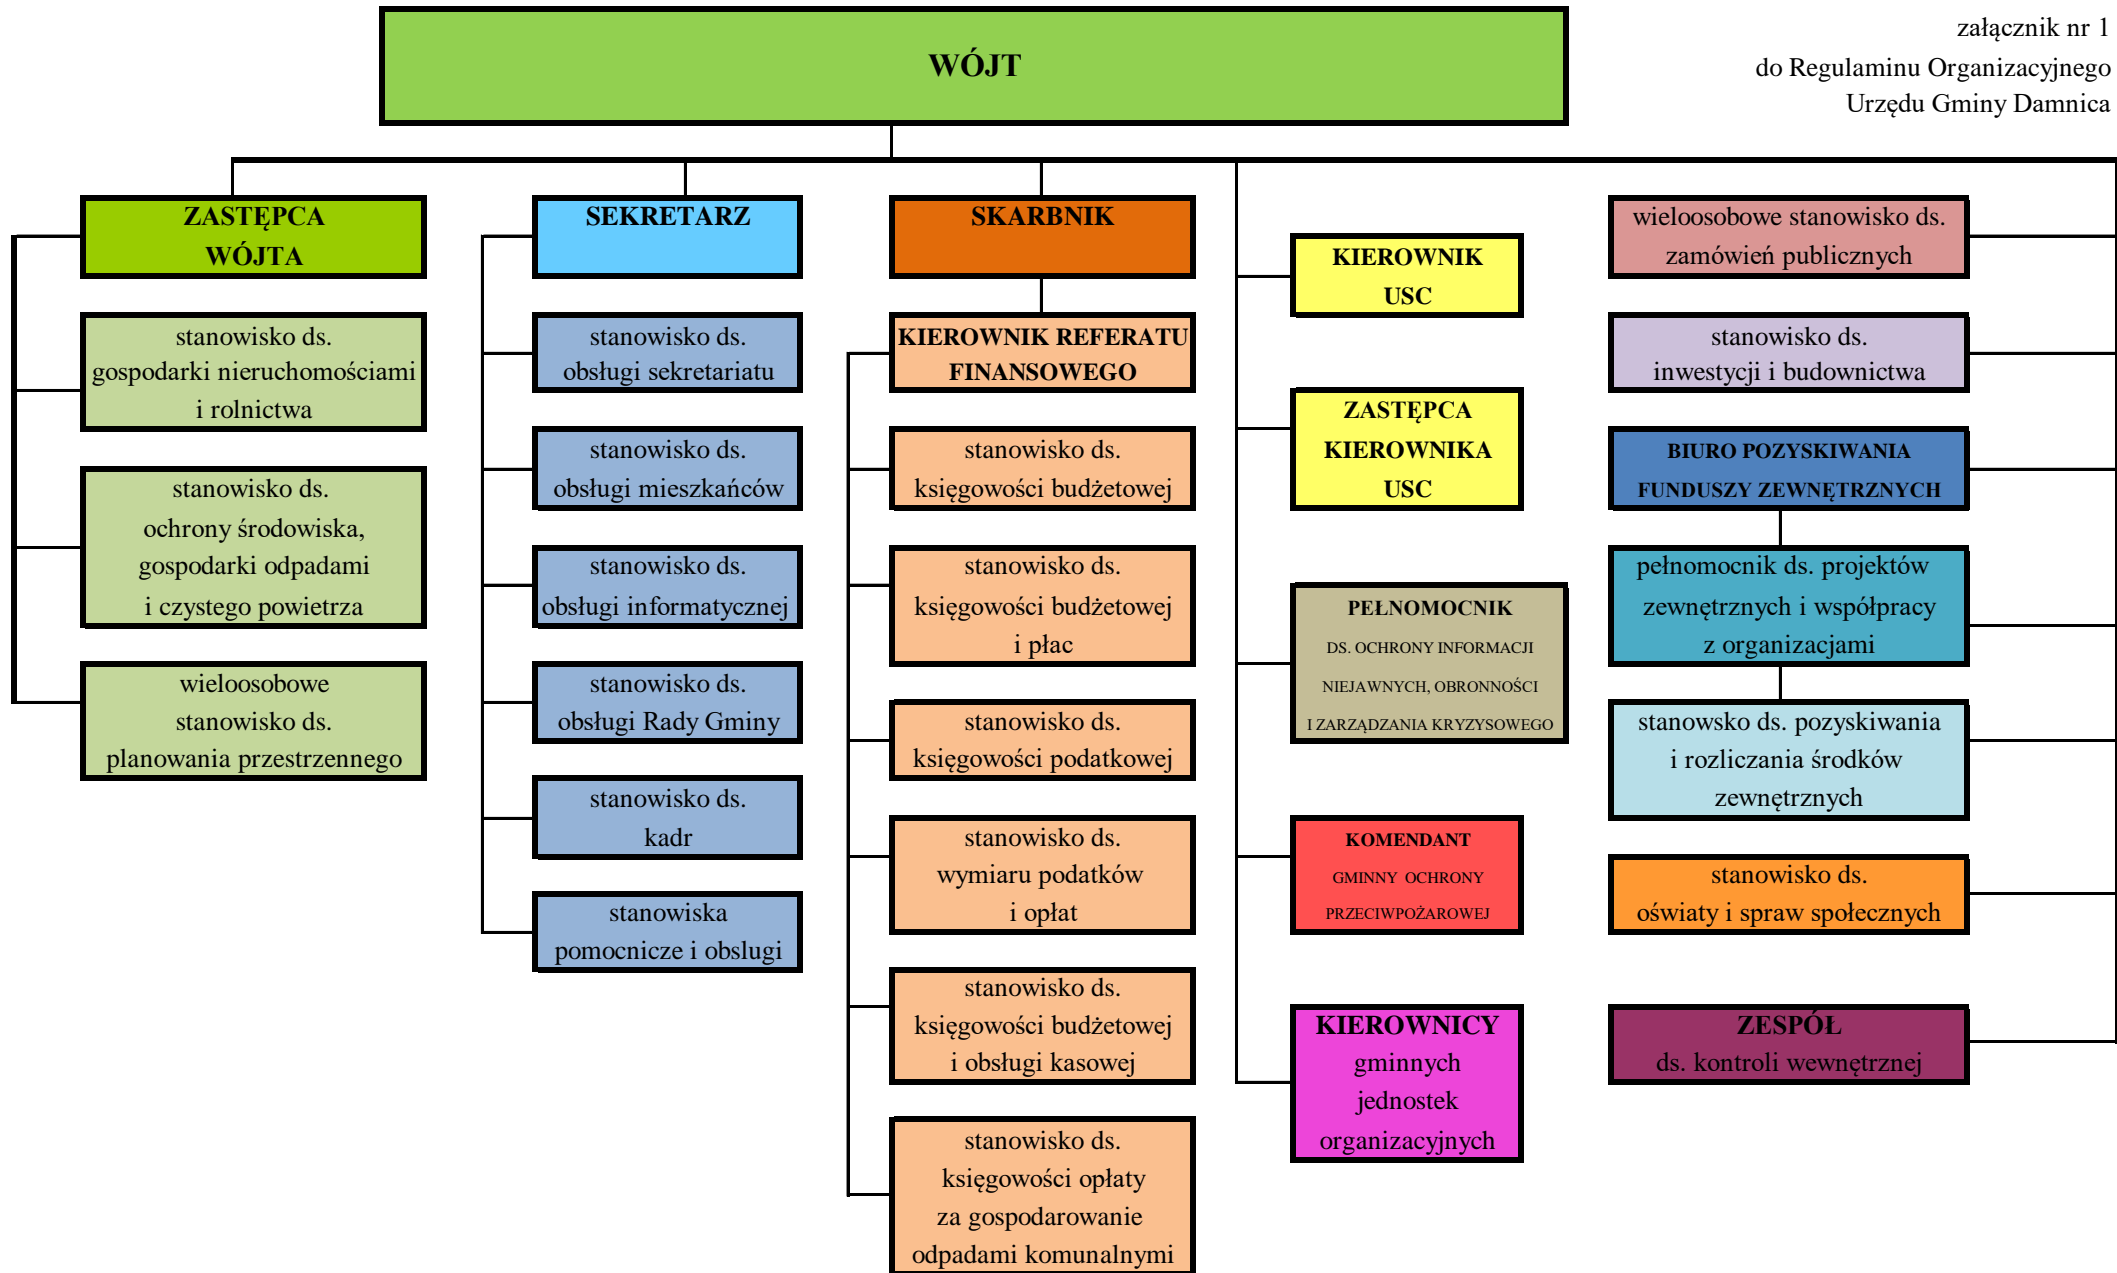 WÓJT
załącznik nr 1
do Regulaminu Organizacyjnego
Urzędu Gminy Damnica
ZASTĘPCA
WÓJTA
stanowisko ds.
gospodarki nieruchomościami
i rolnictwa
stanowisko ds.
ochrony środowiska,
gospodarki odpadami
i czystego powietrza
wieloosobowe
stanowisko ds.
planowania przestrzennego
SEKRETARZ
stanowisko ds.
obsługi sekretariatu
stanowisko ds.
obsługi mieszkańców
stanowisko ds.
obsługi informatycznej
stanowisko ds.
obsługi Rady Gminy
stanowisko ds.
kadr
stanowiska
pomocnicze i obslugi
SKARBNIK
KIEROWNIK REFERATU
FINANSOWEGO
stanowisko ds.
księgowości budżetowej
stanowisko ds.
księgowości budżetowej
i płac
stanowisko ds.
księgowości podatkowej
stanowisko ds.
wymiaru podatków
i opłat
stanowisko ds.
księgowości budżetowej
i obsługi kasowej
stanowisko ds.
księgowości opłaty
za gospodarowanie
odpadami komunalnymi
KIEROWNIK
USC
ZASTĘPCA
KIEROWNIKA
USC
PEŁNOMOCNIK
DS. OCHRONY INFORMACJI
NIEJAWNYCH, OBRONNOŚCI
I ZARZĄDZANIA KRYZYSOWEGO
KOMENDANT
GMINNY OCHRONY
PRZECIWPOŻAROWEJ
KIEROWNICY
gminnych
jednostek
organizacyjnych
wieloosobowe stanowisko ds.
zamówień publicznych
stanowisko ds.
inwestycji i budownictwa
BIURO POZYSKIWANIA
FUNDUSZY ZEWNĘTRZNYCH
pełnomocnik ds. projektów
zewnętrznych i współpracy
z organizacjami
stanowsko ds. pozyskiwania
i rozliczania środków
zewnętrznych
stanowisko ds.
oświaty i spraw społecznych
ZESPÓŁ
ds. kontroli wewnętrznej